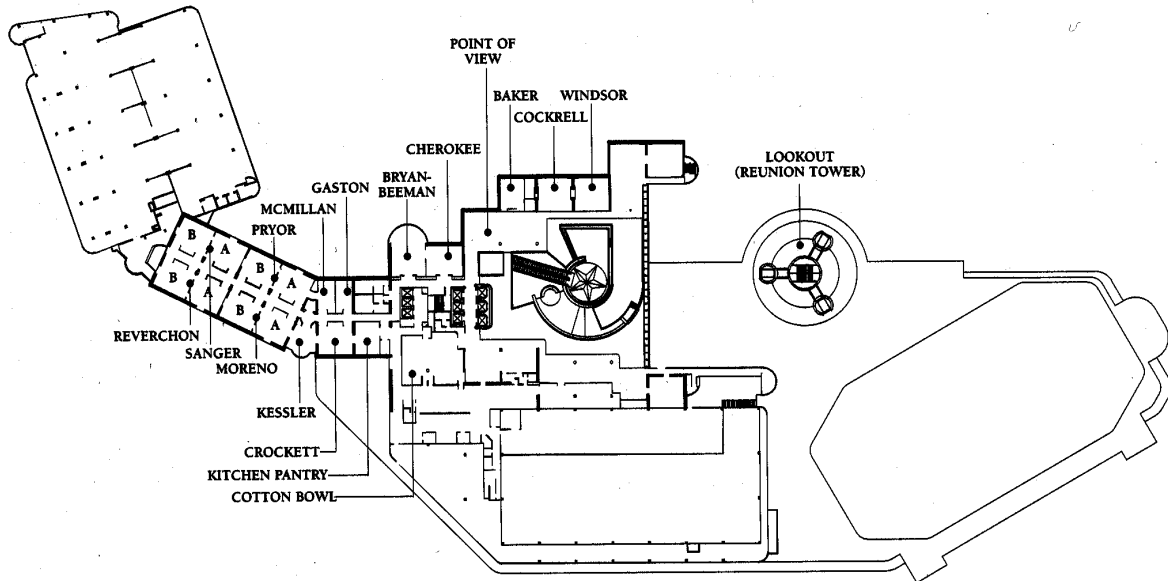 POINT OF
VIEW
BAKER
WINDSOR
COCKRELL
CHEROKEE
BRYAN-
BEEMAN
GASTON
MCMILLAN
PRYOR
LOOKOUT
(REUNION TOWER)
B
A
B
A
B
A
B
A
REVERCHON
SANGER
MORENO
KESSLER
CROCKETT
KITCHEN PANTRY
COTTON BOWL